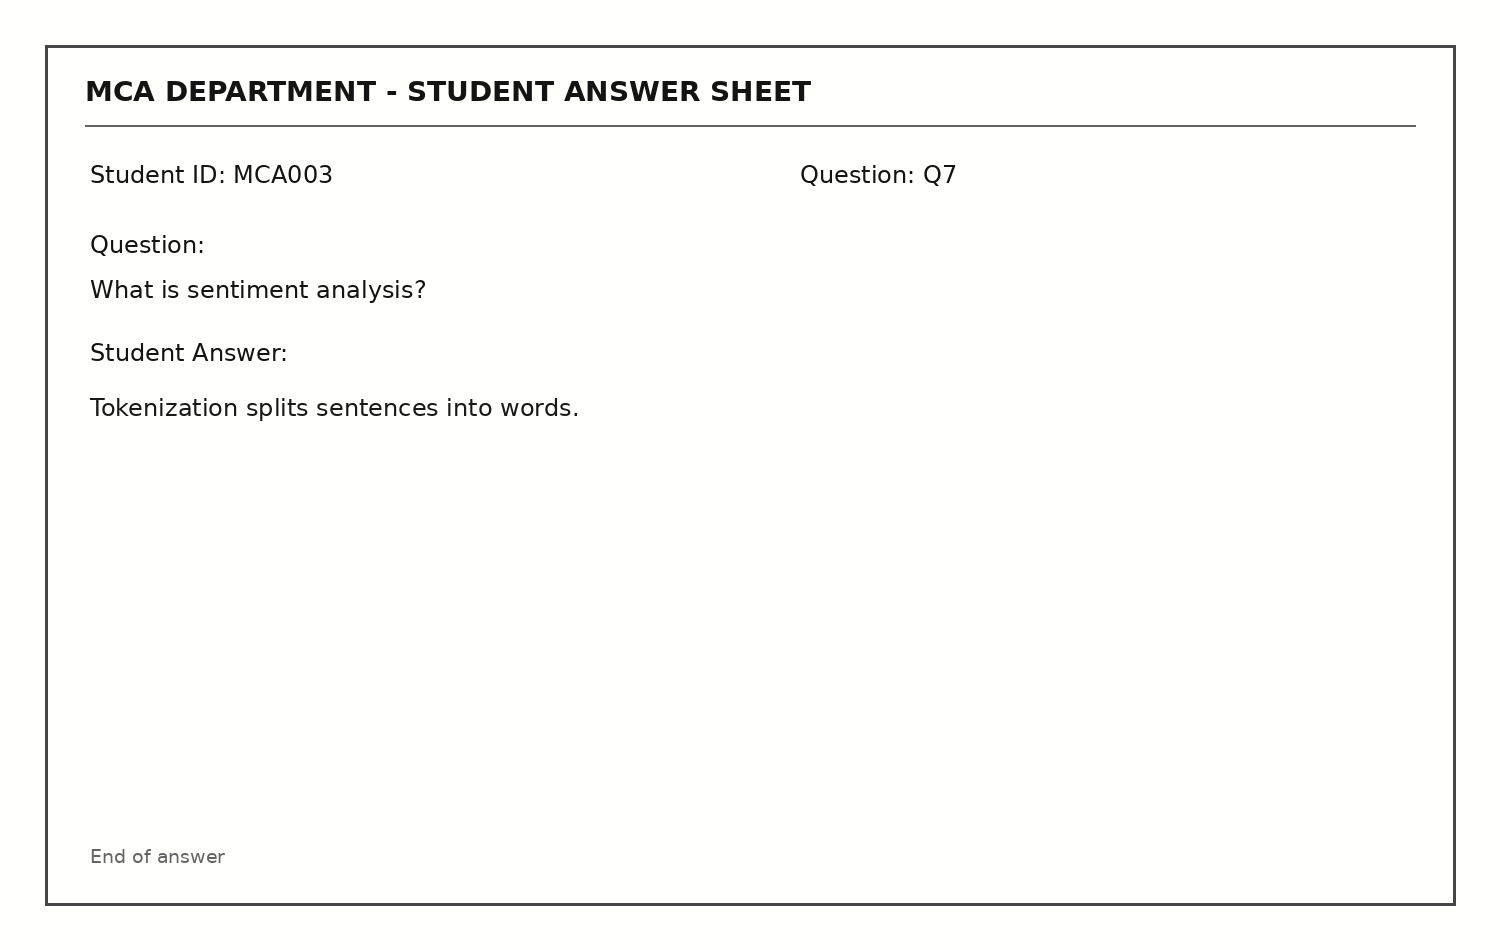 MCA DEPARTMENT - STUDENT ANSWER SHEET
Student ID: MCA003
Question: Q7
Question:
What is sentiment analysis?
Student Answer:
Tokenization splits sentences into words.
End of answer